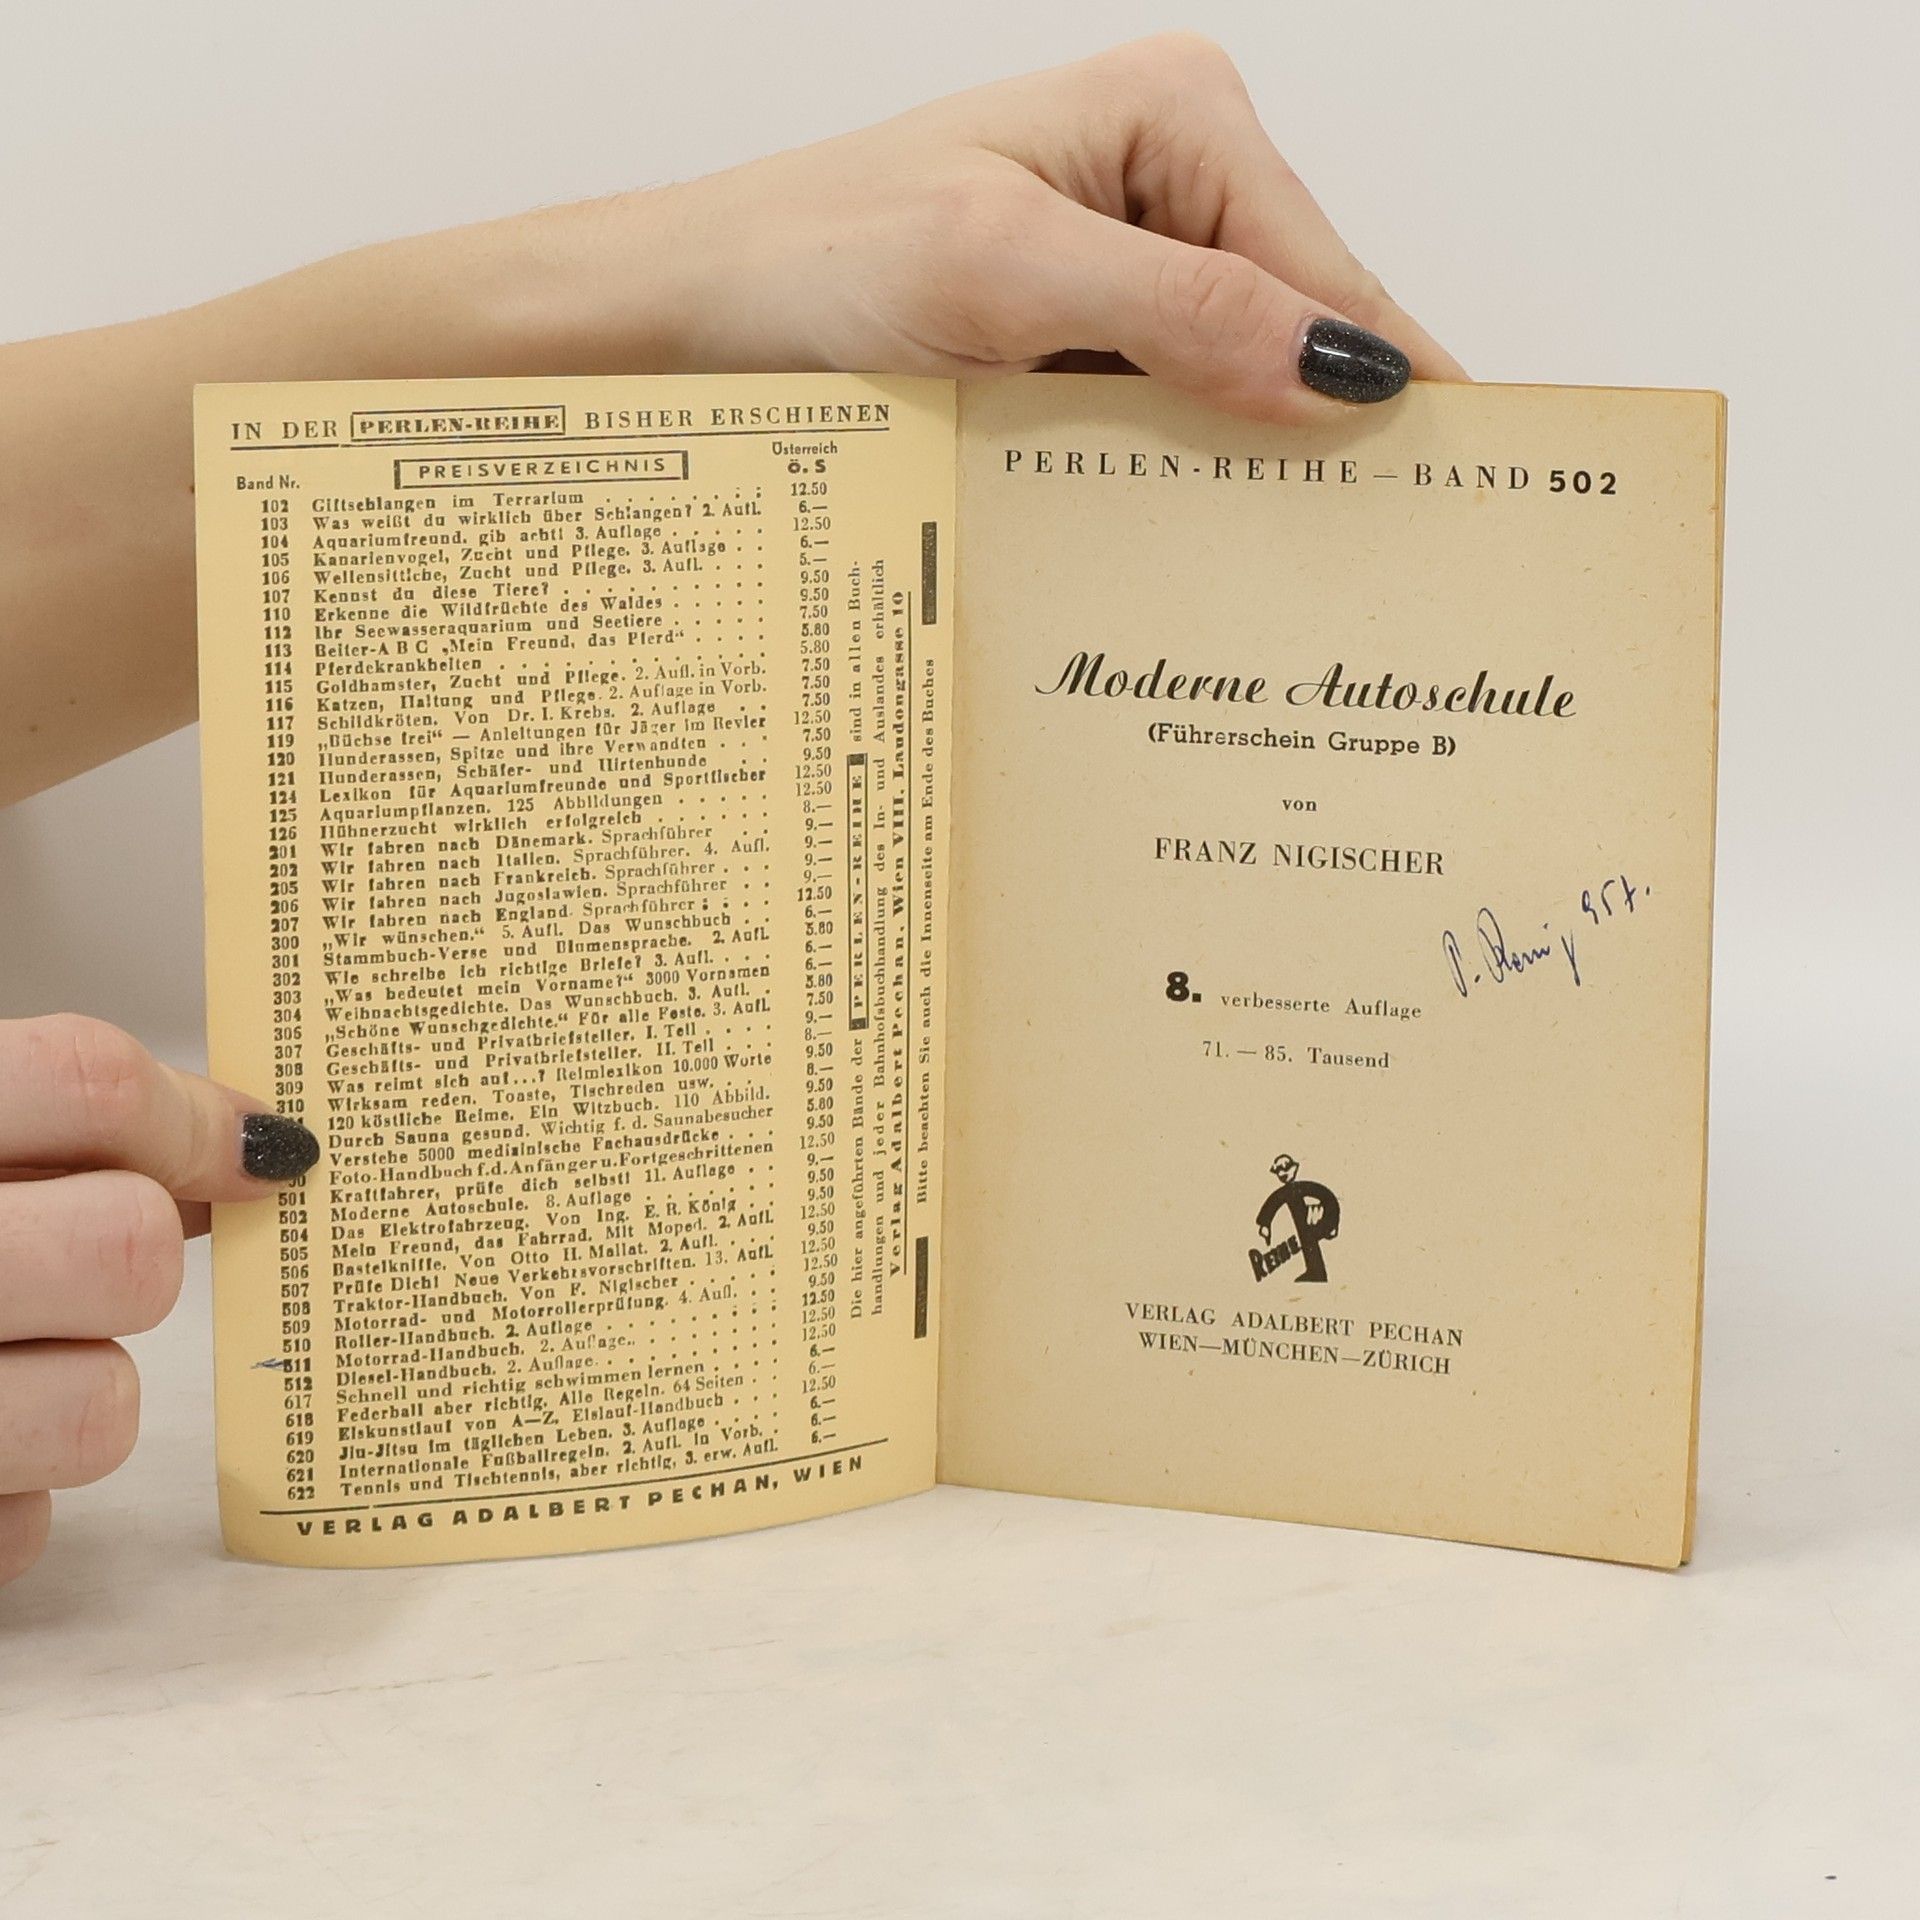 IN DER PERLEN-REIHE BISHER ERSCHIENEN
PREISVERZEICHNIS
Österreich
Band Nr. ö. S
102 Giftschlangen im Terrarium . . . . . . . . 12.50
103 Was weißt du wirklich über Schlangen? 2. Aufl. 6.—
104 Aquariumfreund, gib acht! 3. Auflage . . . . . 12.50
105 Kanarienvogel, Zucht und Pflege. 3. Auflage . . 6.—
106 Wellensittiche, Zucht und Pflege. 3. Aufl. . . . 5.—
107 Kennst du diese Tiere? . . . . . . . . . 9.50
110 Erkenne die Wildfrüchte des Waldes . . . . . 9.50
112 Ihr Seewasseraquarium und Seetiere . . . . . 7.50
113 Reiter-A B C „Mein Freund, das Pferd“ . . . . 5.80
114 Pferdekrankheiten . . . . . . . . . . . 5.80
115 Goldhamster, Zucht und Pflege. 2. Aufl. in Vorb. 7.50
116 Katzen, Haltung und Pflege. 2. Auflage in Vorb. 7.50
117 Schildkröten. Von Dr. I. Krebs. 2. Auflage . . 7.50
119 „Büchse frei“ — Anleitungen für Jäger im Revier 12.50
120 Hunderassen, Spitze und ihre Verwandten . . . 7.50
121 Hunderassen, Schäfer- und Hirtenhunde . . 9.50
124 Lexikon für Aquariumfreunde und Sportfischer 12.50
125 Aquariumpflanzen. 125 Abbildungen . . . . . 12.50
126 Hühnerzucht wirklich erfolgreich . . . . . . 8.—
201 Wir fahren nach Dänemark. Sprachführer . . 9.—
202 Wir fahren nach Italien. Sprachführer. 4. Aufl. 9.—
205 Wir fahren nach Frankreich. Sprachführer . . . 9.—
206 Wir fahren nach Jugoslawien. Sprachführer . . 9.—
207 Wir fahren nach England. Sprachführer . . . . 12.50
300 „Wir wünschen.“ 5. Aufl. Das Wunschbuch . . 6.—
301 Stammbuch-Verse und Blumensprache. 2. Aufl. 5.80
302 Wie schreibe ich richtige Briefe? 3. Aufl. . . . 6.—
303 „Was bedeutet mein Vorname?“ 3000 Vornamen 6.—
304 Weihnachtsgedichte. Das Wunschbuch. 3. Aufl. . 5.80
306 „Schöne Wunschgedichte.“ Für alle Feste. 3. Aufl. 7.50
307 Geschäfts- und Privatbriefsteller. I. Teil . . . . 9.—
308 Geschäfts- und Privatbriefsteller. II. Teil . . . 8.—
309 Was reimt sich auf...? Reimlexikon 10.000 Worte 9.50
310 Wirksam reden. Toaste, Tischreden usw. . . 8.—
120 köstliche Reime. Ein Witzbuch. 110 Abbild. 9.50
Durch Sauna gesund. Wichtig f. d. Saunabesucher 5.80
Verstehe 5000 medizinische Fachausdrücke . . . 9.50
Foto-Handbuch f.d. Anfänger u. Fortgeschrittenen 12.50
501 Kraftfahrer, prüfe dich selbst! 11. Auflage . . 9.—
502 Moderne Autoschule. 8. Auflage . . . . . . . 9.50
504 Das Elektrofahrzeug. Von Ing. E. R. König . . 9.50
505 Mein Freund, das Fahrrad. Mit Moped. 2. Aufl. 12.50
506 Bastelkniffe. Von Otto H. Mallat. 2. Aufl. . . . 9.50
507 Prüfe Dich! Neue Verkehrsvorschriften. 13. Aufl. 12.50
508 Traktor-Handbuch. Von F. Nigischer . . . . . 12.50
509 Motorrad- und Motorrollerprüfung. 4. Aufl. . . 9.50
510 Roller-Handbuch. 2. Auflage . . . . . . . 12.50
511 Motorrad-Handbuch. 2. Auflage. . . . . . . . 12.50
512 Diesel-Handbuch. 2. Auflage. . . . . . . . . 12.50
617 Schnell und richtig schwimmen lernen . . . . 6.—
618 Federball aber richtig. Alle Regeln. 64 Seiten . . 6.—
619 Eiskunstlauf von A—Z. Eislauf-Handbuch . . . 12.50
620 Jiu-Jitsu im täglichen Leben. 3. Auflage . . . . 6.—
621 Internationale Fußballregeln. 2. Aufl. in Vorb. . 6.—
622 Tennis und Tischtennis, aber richtig, 3. erw. Aufl. 6.—
VERLAG ADALBERT PECHAN, WIEN
Die hier angeführten Bände der PERLEN-REIHE sind in allen Buch-
handlungen und jeder Bahnhofsbuchhandlung des In- und Auslandes erhältlich
Verlag Adalbert Pechan, Wien VIII, Laudongasse 10
Bitte beachten Sie auch die Innenseite am Ende des Buches
PERLEN-REIHE — BAND 502
Moderne Autoschule
(Führerschein Gruppe B)
von
FRANZ NIGISCHER
957.
8. verbesserte Auflage
71. — 85. Tausend
REIHE
VERLAG ADALBERT PECHAN
WIEN—MÜNCHEN—ZÜRICH